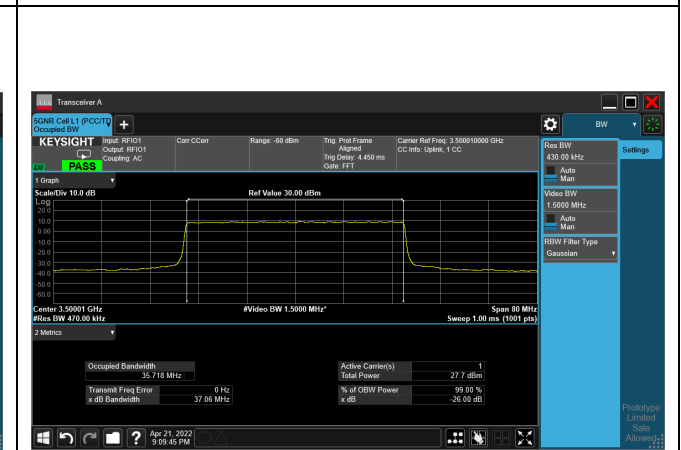 Transceiver A
5GNR Cell L1 (PCC/TD
Occupied BW
+
KEYSIGHT
PASS
Input: RFIO1
Output: RFIO1
Coupling: AC
Corr CCorr
Range: -60 dBm
Trig: Prot Frame
Aligned
Trig Delay: 4.450 ms
Gate: FFT
Carrier Ref Freq: 3.500010000 GHz
CC Info: Uplink, 1 CC
1 Graph
Scale/Div 10.0 dB
Ref Value 30.00 dBm
Log
20.0
10.0
0.00
-10.0
-20.0
-30.0
-40.0
-50.0
-60.0
Center 3.50001 GHz
#Video BW 1.5000 MHz*
Span 80 MHz
#Res BW 470.00 kHz
Sweep 1.00 ms (1001 pts)
2 Metrics
Occupied Bandwidth
35.718 MHz
Transmit Freq Error
0 Hz
x dB Bandwidth
37.06 MHz
Active Carrier(s)
1
Total Power
27.7 dBm
% of OBW Power
99.00 %
x dB
-26.00 dB
Apr 21, 2022
9:09:45 PM
BW
Res BW
430.00 kHz
Auto
Man
Video BW
1.5000 MHz
Auto
Man
RBW Filter Type
Gaussian
Settings
Prototype
Limited
Sale
Allowed